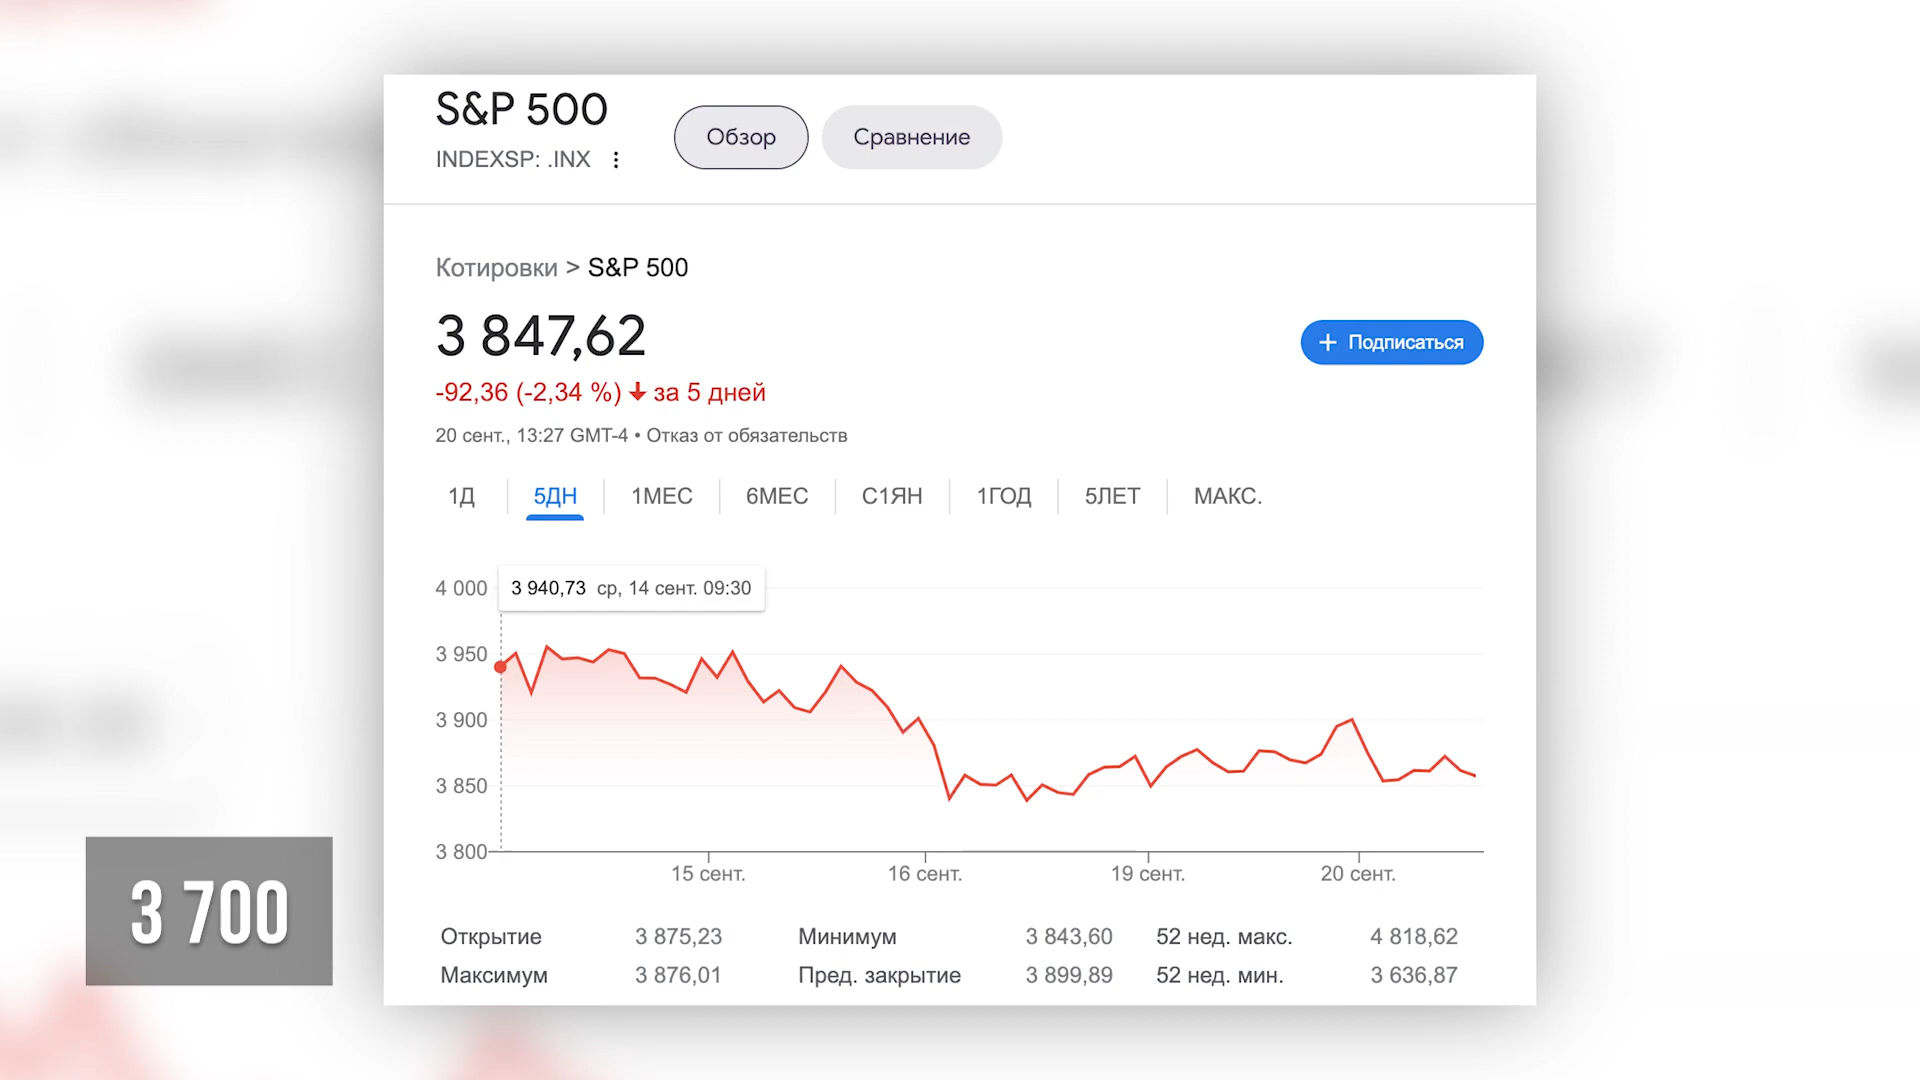 S&P 500
INDEXSP: .INX
Обзор
Сравнение
Котировки > S&P 500
3 847,62
-92,36 (-2,34 %) за 5 дней
20 сент., 13:27 GMT-4 • Отказ от обязательств
+ Подписаться
1Д 5ДН 1МЕС 6МЕС С1ЯН 1ГОД 5ЛЕТ МАКС.
3 940,73 ср, 14 сент. 09:30
4 000
3 950
3 900
3 850
3 800
15 сент. 16 сент. 19 сент. 20 сент.
Открытие 3 875,23 Минимум 3 843,60 52 нед. макс. 4 818,62
Максимум 3 876,01 Пред. закрытие 3 899,89 52 нед. мин. 3 636,87
3 700